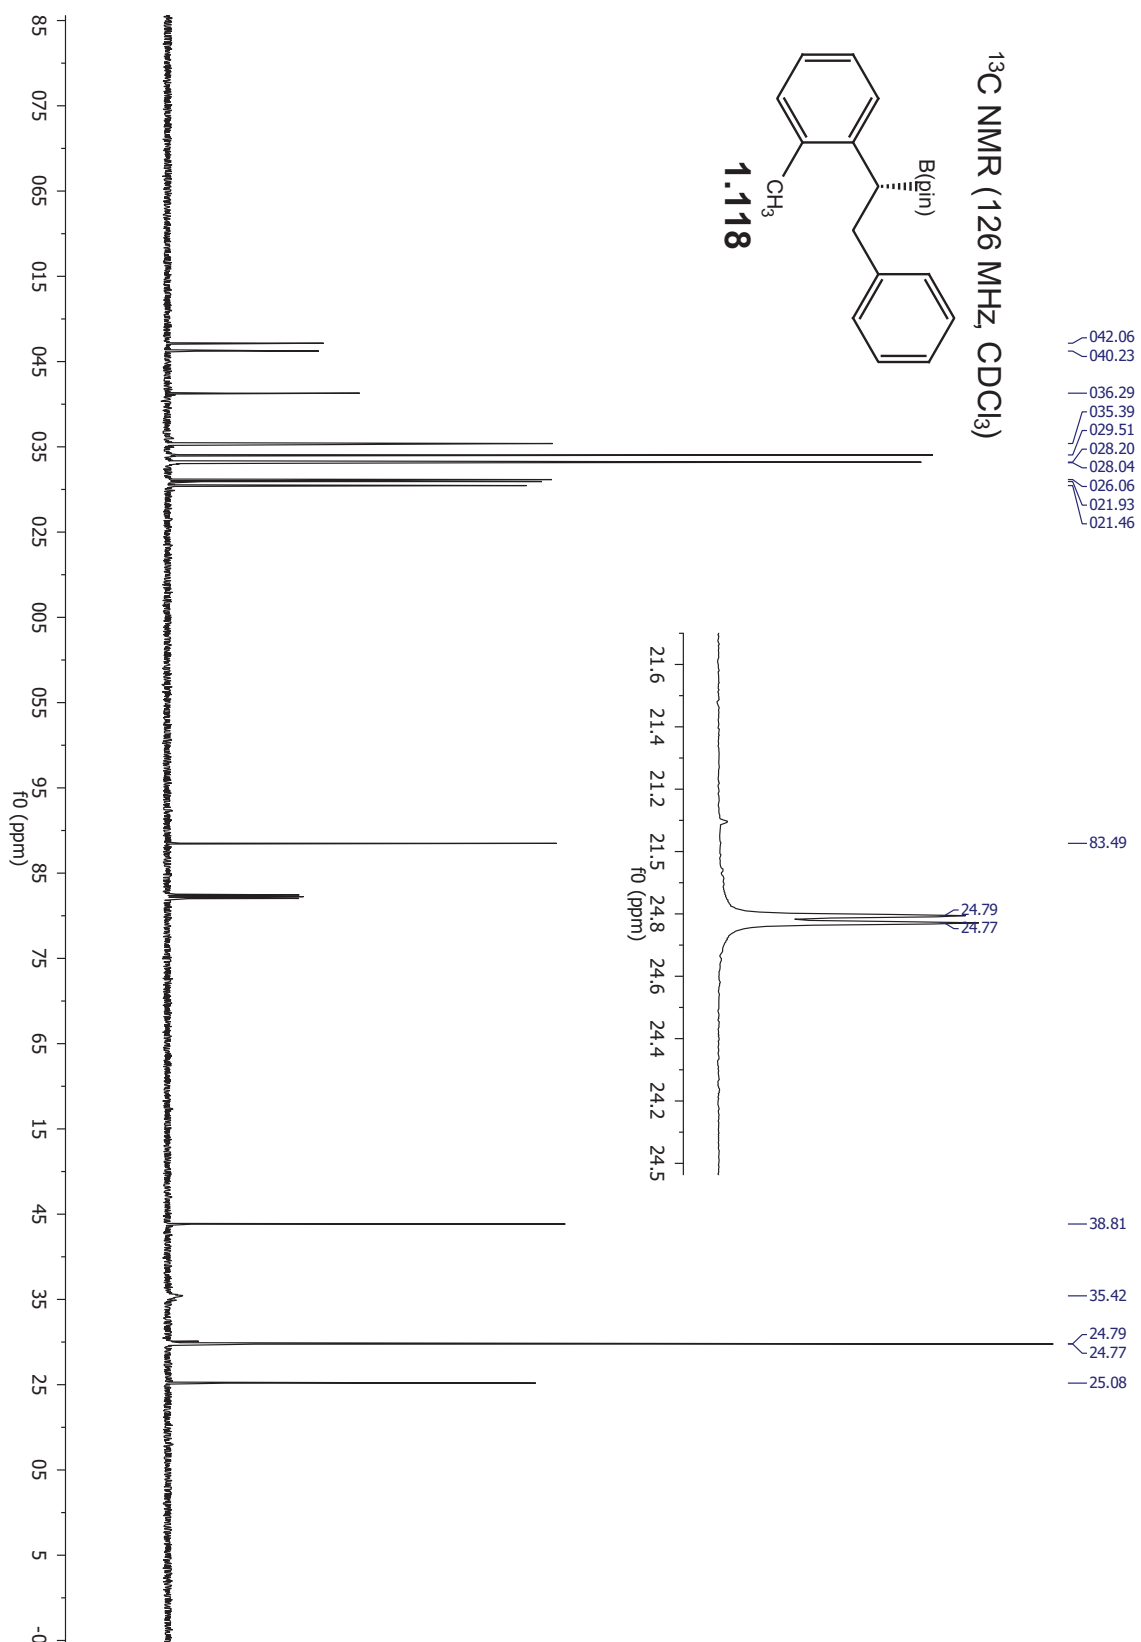 13C NMR (126 MHz, CDCl3)
B(pin)
CH3
1.118
042.06
040.23
036.29
035.39
029.51
028.20
028.04
026.06
021.93
021.46
83.49
38.81
35.42
24.79
24.77
25.08
24.79
24.77
21.6 21.4 21.2 21.5 24.8 24.6 24.4 24.2 24.5
f0 (ppm)
85 075 065 015 045 035 025 005 055 95 85 75 65 15 45 35 25 05 5 -0
f0 (ppm)